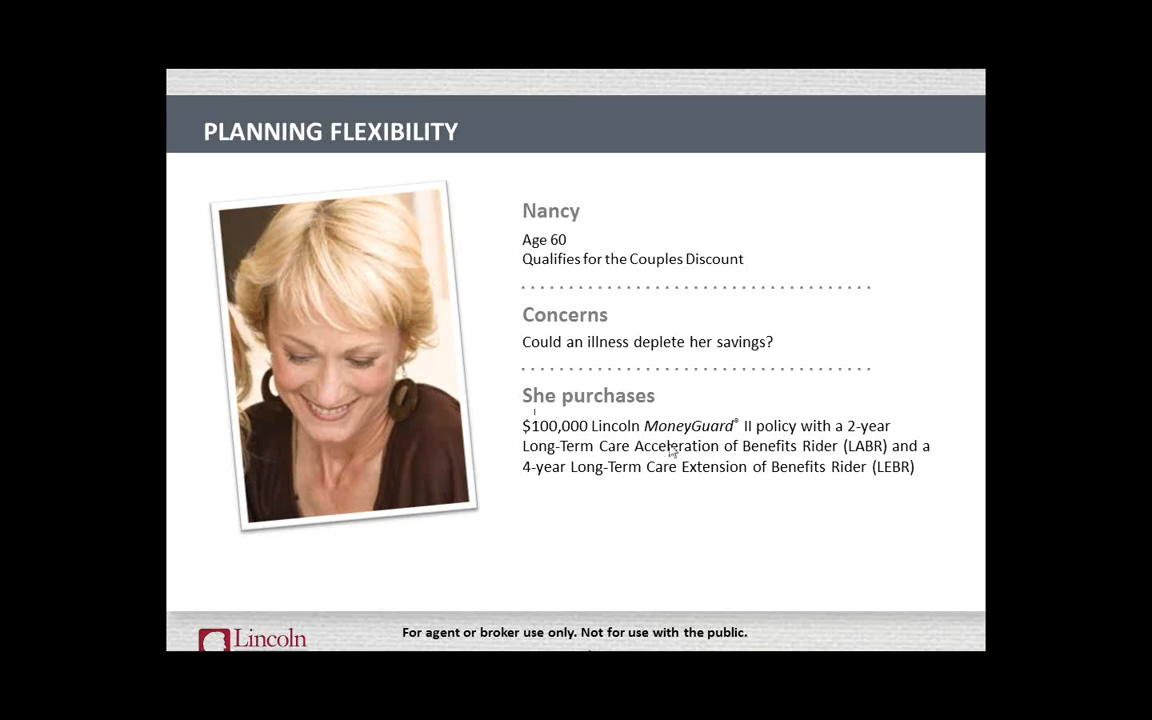 PLANNING FLEXIBILITY
Nancy
Age 60
Qualifies for the Couples Discount
Concerns
Could an illness deplete her savings?
She purchases
$100,000 Lincoln MoneyGuard® II policy with a 2-year
Long-Term Care Acceleration of Benefits Rider (LABR) and a
4-year Long-Term Care Extension of Benefits Rider (LEBR)
Lincoln
For agent or broker use only. Not for use with the public.